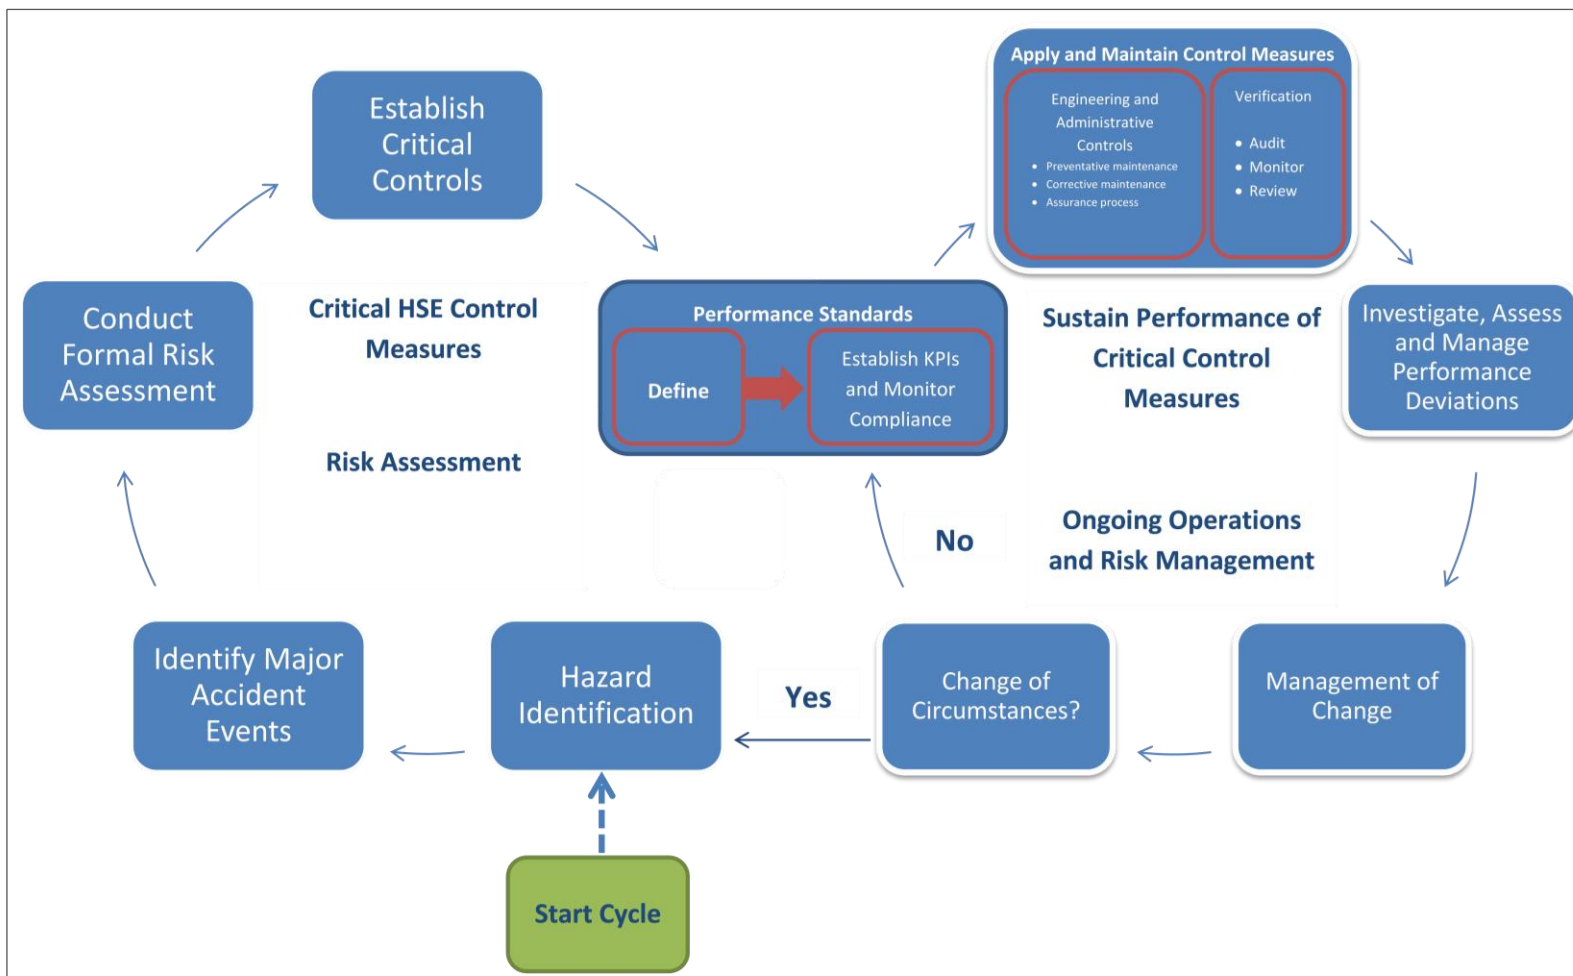 Apply and Maintain Control Measures
Engineering and
Administrative
Controls
• Preventative maintenance
• Corrective maintenance
• Assurance process
Verification
• Audit
• Monitor
• Review
Establish
Critical
Controls
Conduct
Formal Risk
Assessment
Critical HSE Control
Measures
Risk Assessment
Performance Standards
Define
Establish KPIs
and Monitor
Compliance
Sustain Performance of
Critical Control
Measures
Investigate, Assess
and Manage
Performance
Deviations
No
Ongoing Operations
and Risk Management
Identify Major
Accident
Events
Hazard
Identification
Yes
Change of
Circumstances?
Management of
Change
Start Cycle